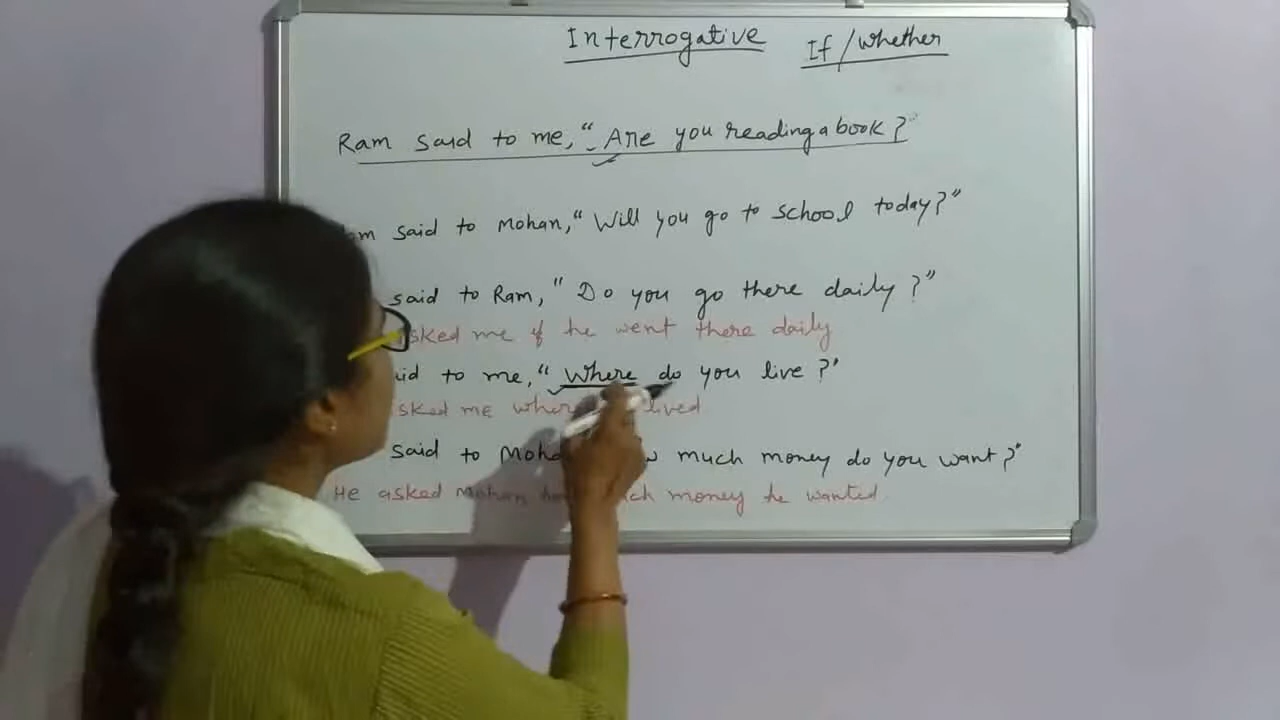 Interrogative If/Whether
Ram said to me, “Are you reading a book?”
said to Mohan, “Will you go to school today?”
said to Ram, “Do you go there daily?”
asked me if he went there daily
to me, “Where do you live?”
asked me lived
said to much money do you want?”
He asked Mohan money he wanted